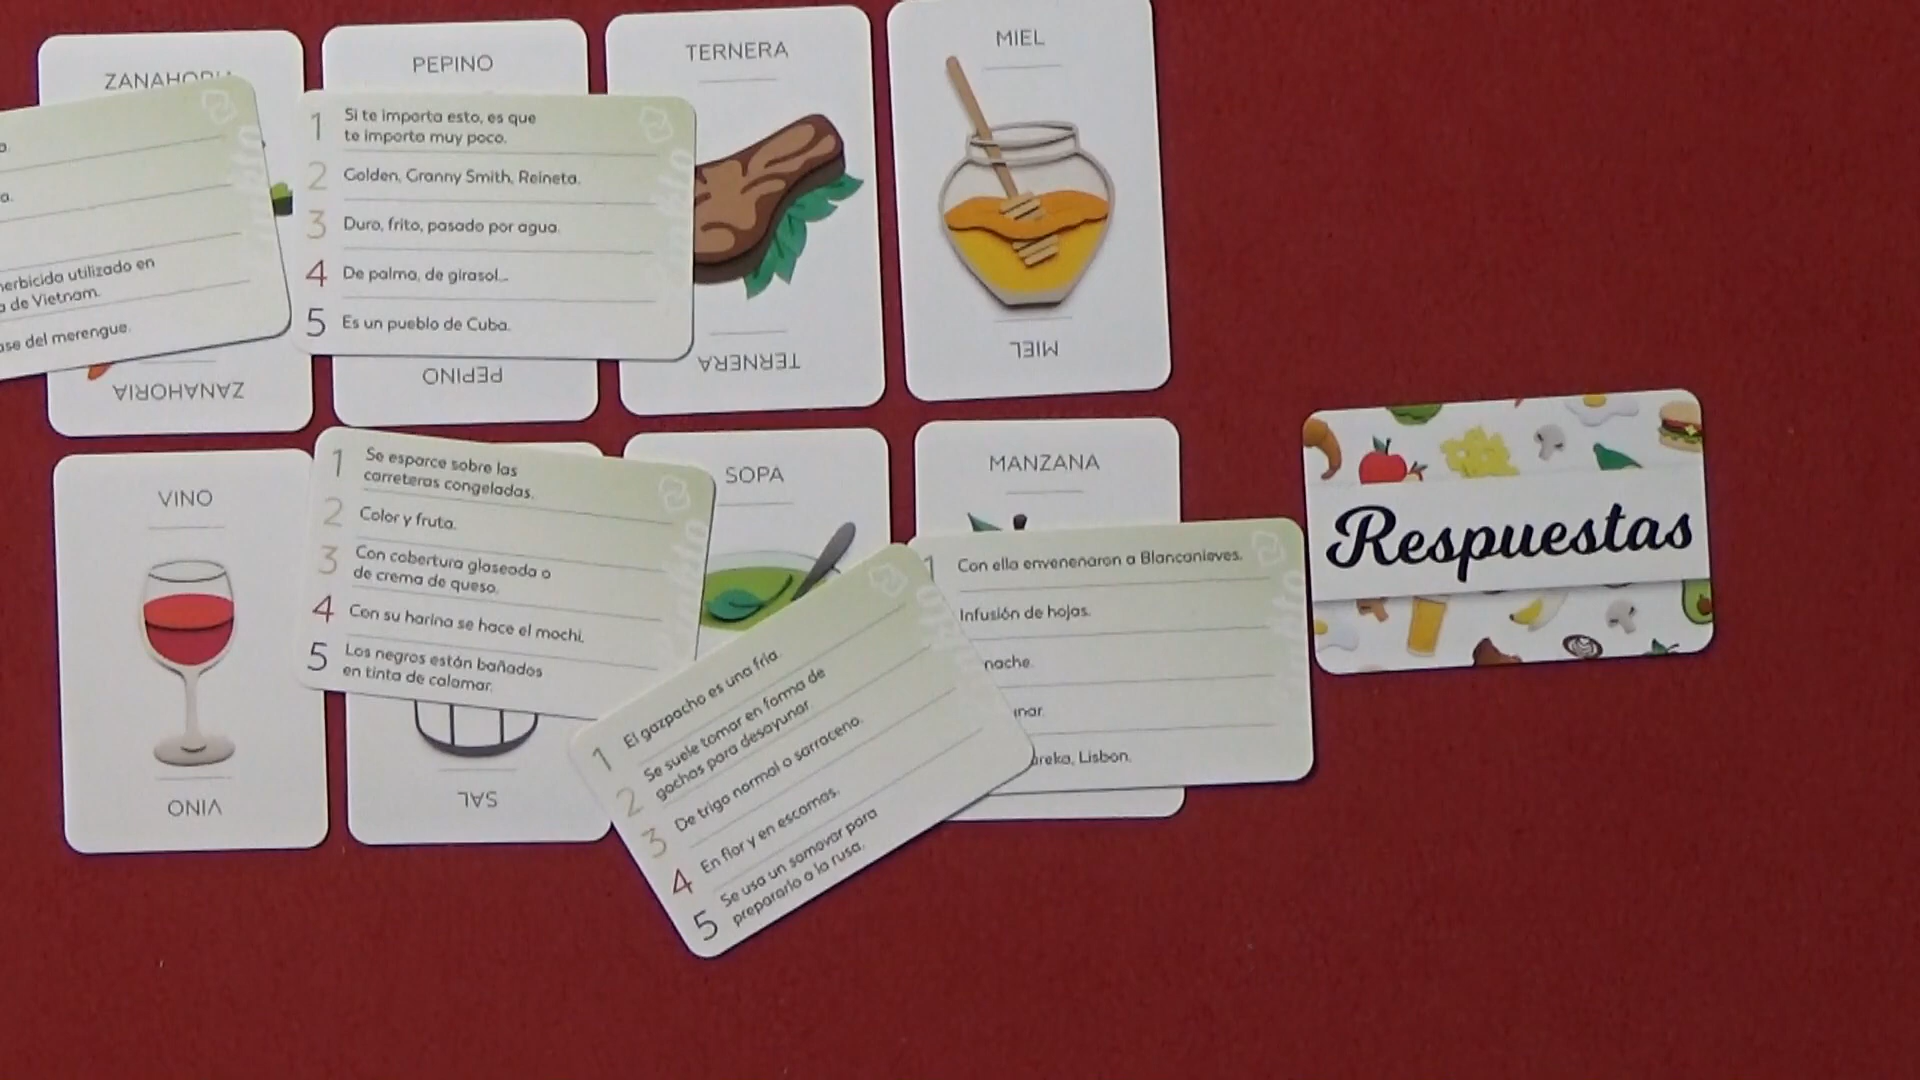 ZANAHORIA
PEPINO
TERNERA
MIEL
a.
a.
herbicida utilizado en
a de Vietnam.
ase del merengue.
1 Si te importa esto, es que
te importa muy poco.
2 Golden, Granny Smith, Reineta.
3 Duro, frito, pasado por agua.
4 De palma, de girasol...
5 Es un pueblo de Cuba.
ZANAHORIA
PEPINO
TERNERA
MIEL
VINO
1 Se esparce sobre las
carreteras congeladas.
2 Color y fruta.
3 Con cobertura glaseada o
de crema de queso.
4 Con su harina se hace el mochi.
5 Los negros están bañados
en tinta de calamar.
SOPA
MANZANA
1 Con ella envenenaron a Blancanieves.
Infusión de hojas.
nache.
inar.
ureka, Lisbon.
1 El gazpacho es una fría.
2 Se suele tomar en forma de
gachas para desayunar.
3 De trigo normal o sarraceno.
4 En flor y en escamas.
5 Se usa un samovar para
prepararlo a la rusa.
VINO
SAL
Respuestas